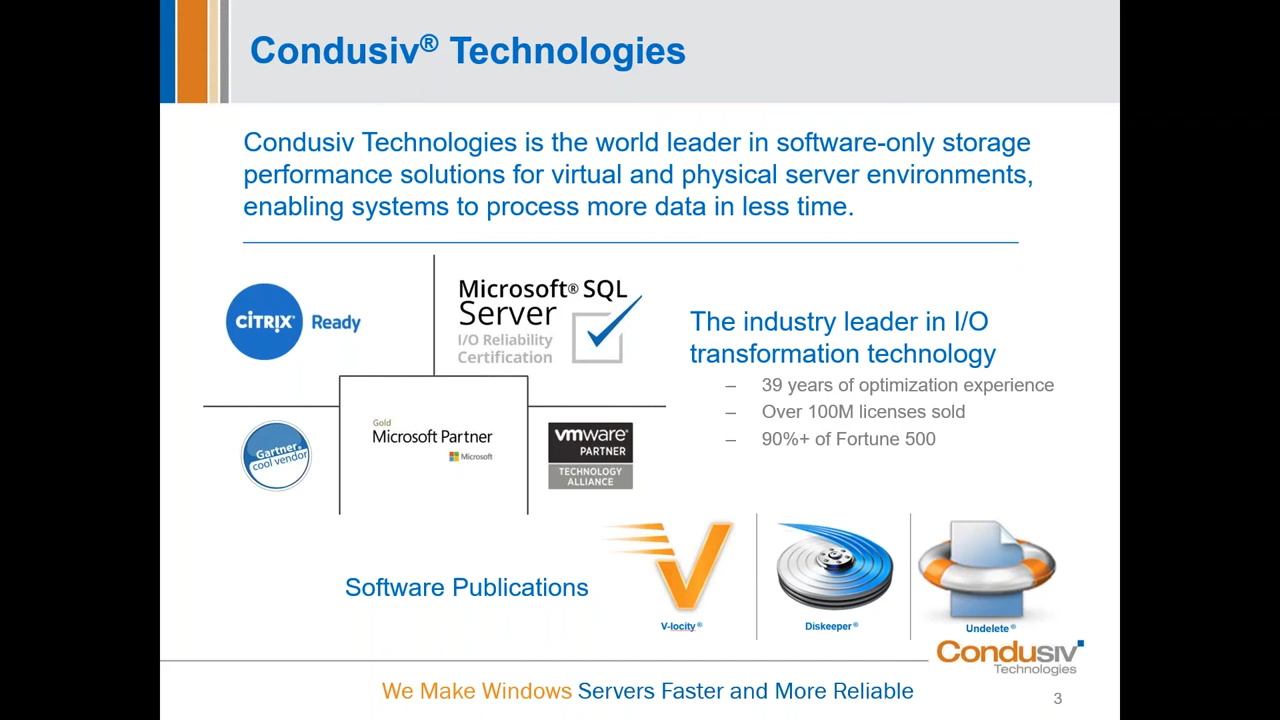 Condusiv® Technologies
Condusiv Technologies is the world leader in software-only storage
performance solutions for virtual and physical server environments,
enabling systems to process more data in less time.
CiTRIX® Ready
Microsoft® SQL
Server
I/O Reliability
Certification
The industry leader in I/O
transformation technology
– 39 years of optimization experience
– Over 100M licenses sold
– 90%+ of Fortune 500
Gartner®
cool vendor
Gold
Microsoft Partner
Microsoft
vmware®
PARTNER
TECHNOLOGY
ALLIANCE
Software Publications
V-locity®
Diskeeper®
Undelete®
Condusiv
Technologies
We Make Windows Servers Faster and More Reliable
3